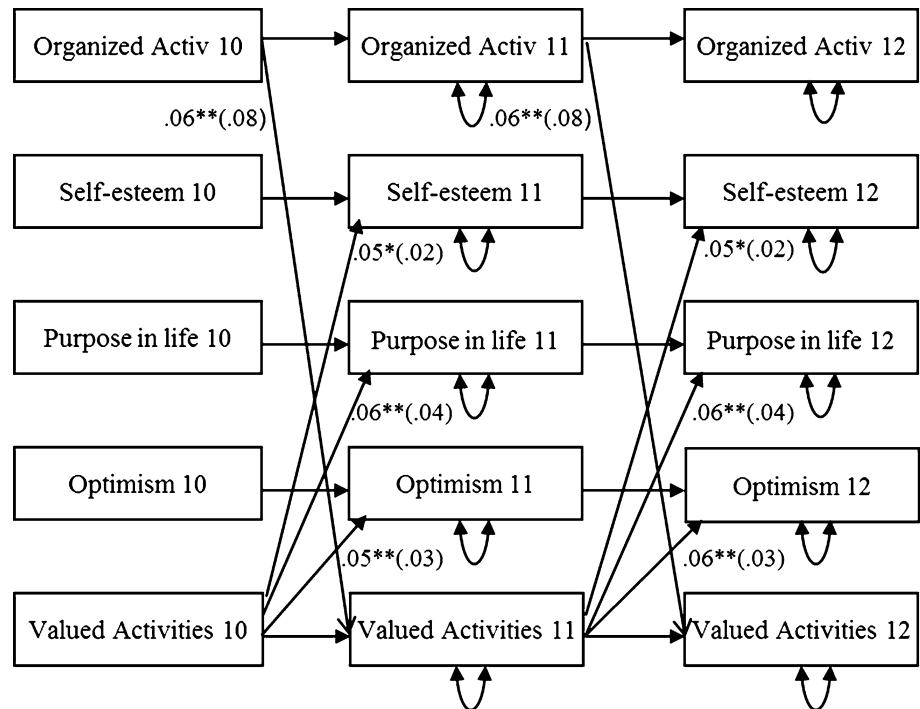 Organized Activ 10
Organized Activ 11
Organized Activ 12
.06**(.08)
.06**(.08)
Self-esteem 10
Self-esteem 11
Self-esteem 12
.05*(.02)
.05*(.02)
Purpose in life 10
Purpose in life 11
Purpose in life 12
.06**(.04)
.06**(.04)
Optimism 10
Optimism 11
Optimism 12
.05**(.03)
.06**(.03)
Valued Activities 10
Valued Activities 11
Valued Activities 12